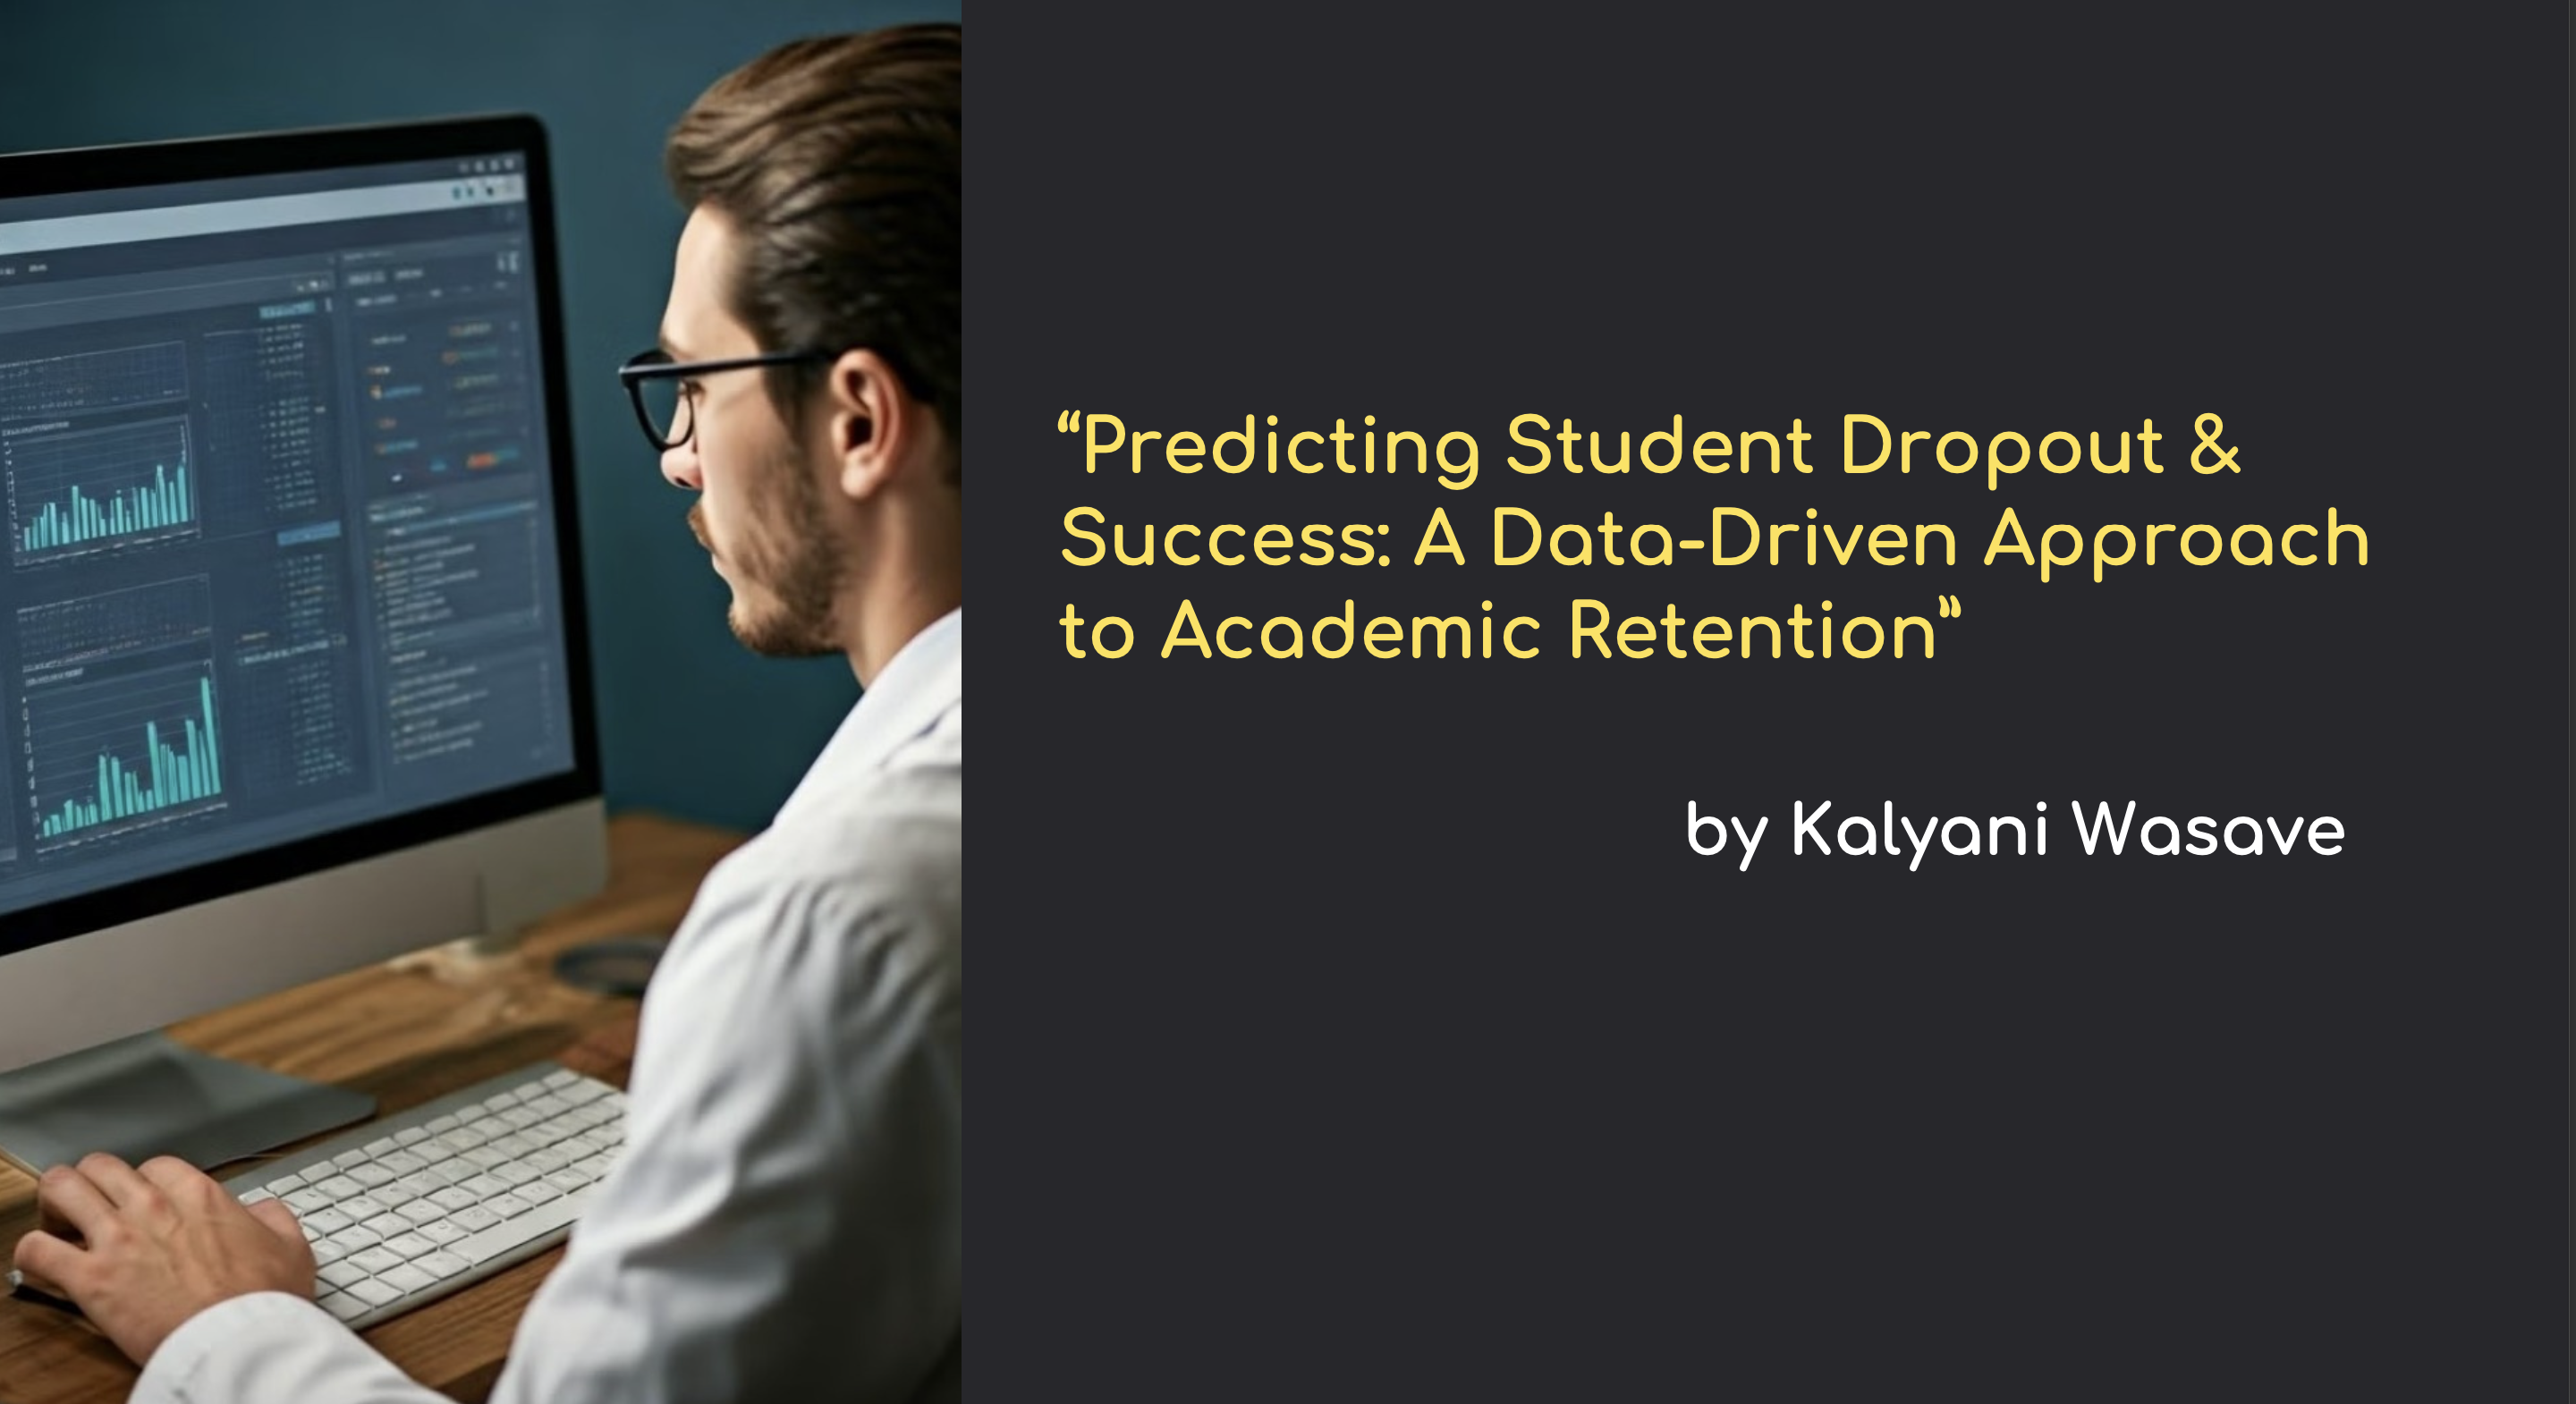 “Predicting Student Dropout &
Success: A Data-Driven Approach
to Academic Retention”
by Kalyani Wasave